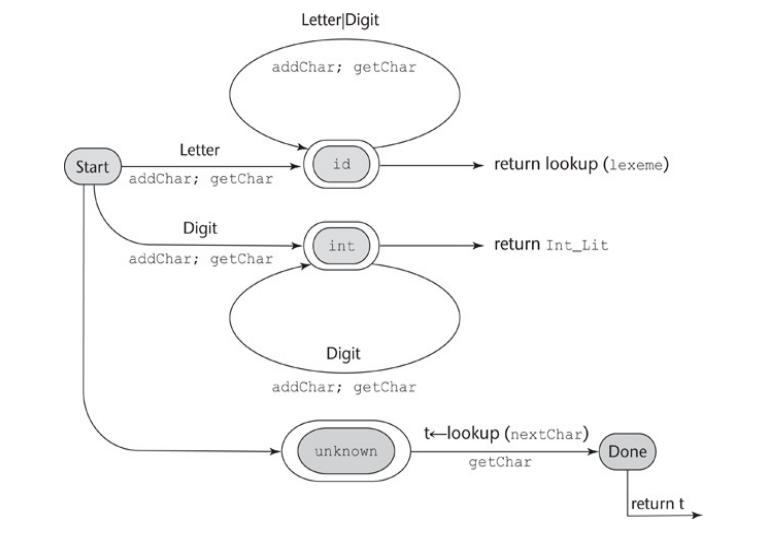 Letter|Digit
addChar; getChar
Start
Letter
addChar; getChar
id
return lookup (lexeme)
Digit
addChar; getChar
int
return Int_Lit
Digit
addChar; getChar
unknown
t←lookup (nextChar)
getChar
Done
return t